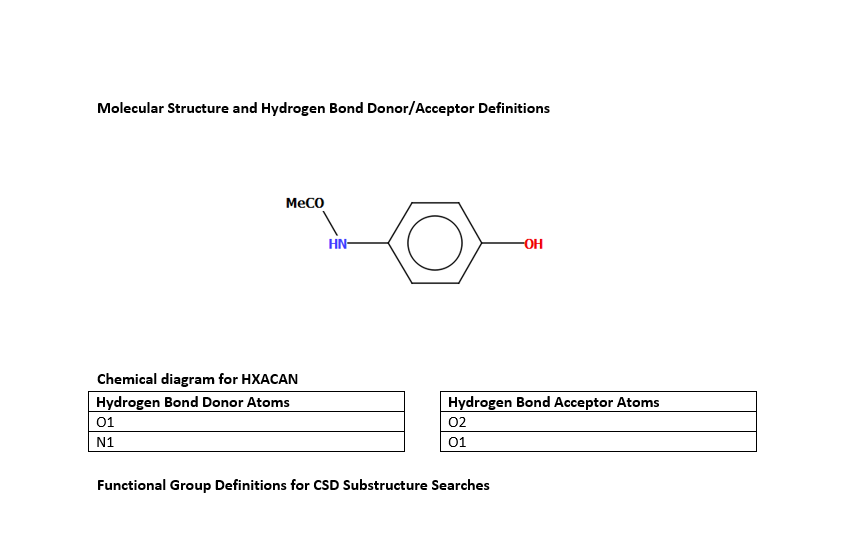 Molecular Structure and Hydrogen Bond Donor/Acceptor Definitions
MeCO
HN
OH
Chemical diagram for HXACAN
Hydrogen Bond Donor Atoms
O1
N1
Hydrogen Bond Acceptor Atoms
O2
O1
Functional Group Definitions for CSD Substructure Searches